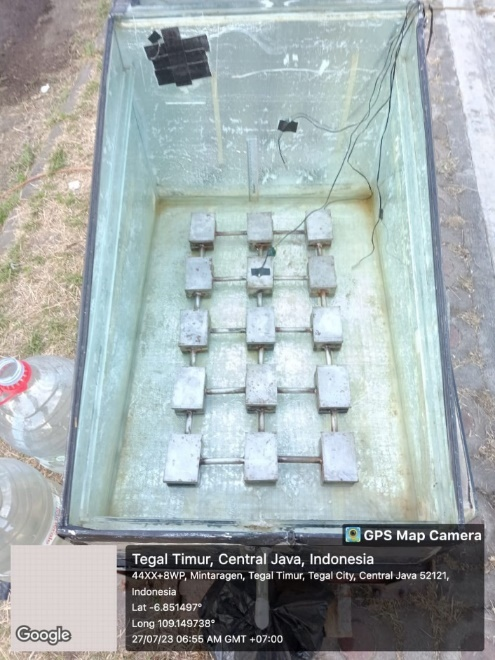 GPS Map Camera
Tegal Timur, Central Java, Indonesia
44XX+8WP, Mintaragen, Tegal Timur, Tegal City, Central Java 52121,
Indonesia
Lat -6.851497°
Long 109.149738°
27/07/23 06:55 AM GMT +07:00
Google